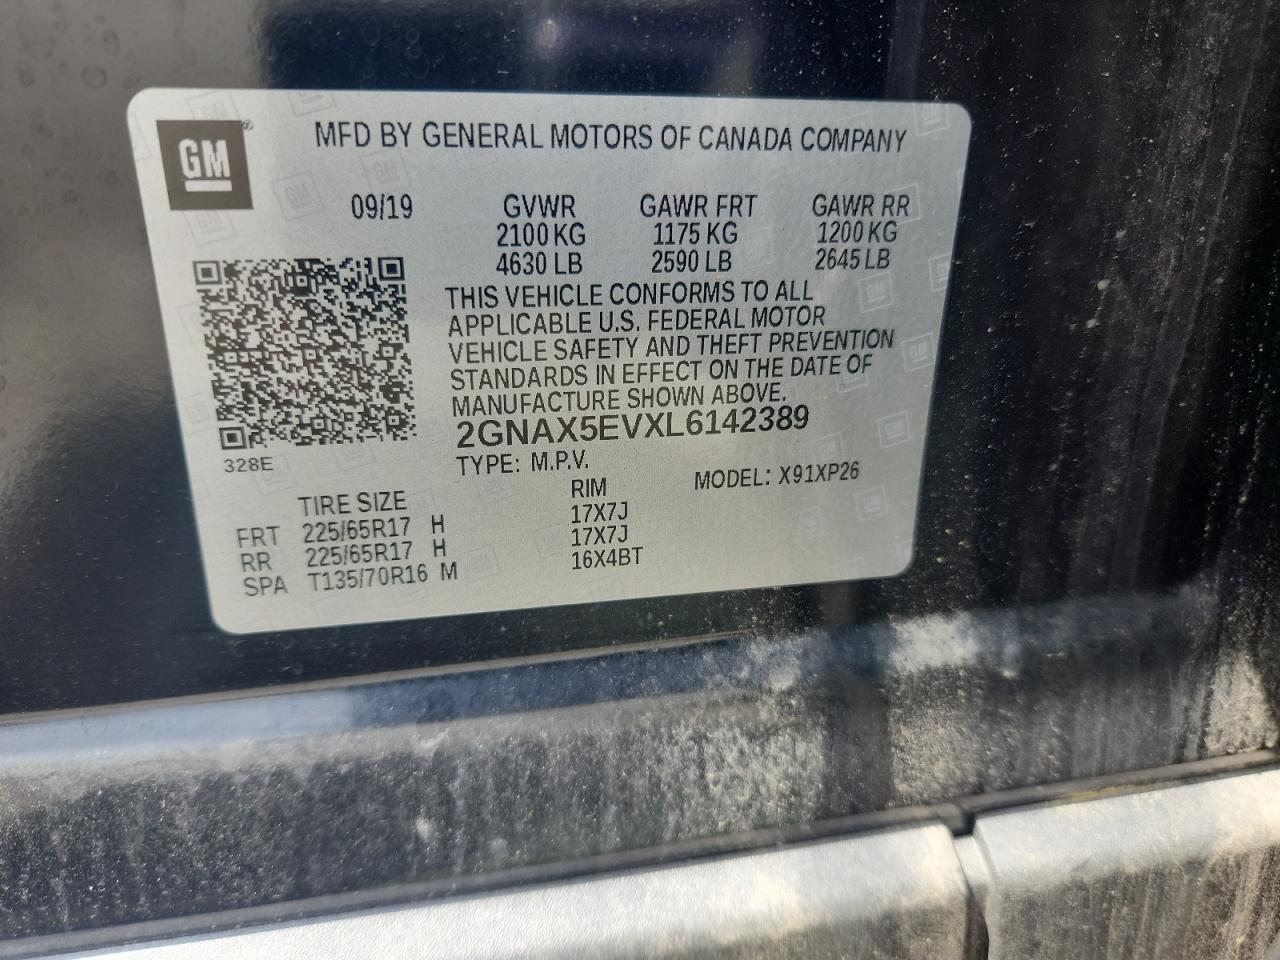 GM®
MFD BY GENERAL MOTORS OF CANADA COMPANY
09/19 GVWR GAWR FRT GAWR RR
2100 KG 1175 KG 1200 KG
4630 LB 2590 LB 2645 LB
THIS VEHICLE CONFORMS TO ALL
APPLICABLE U.S. FEDERAL MOTOR
VEHICLE SAFETY AND THEFT PREVENTION
STANDARDS IN EFFECT ON THE DATE OF
MANUFACTURE SHOWN ABOVE.
2GNAX5EVXL6142389
328E
TYPE: M.P.V. MODEL: X91XP26
TIRE SIZE RIM
FRT 225/65R17 H 17X7J
RR 225/65R17 H 17X7J
SPA T135/70R16 M 16X4BT